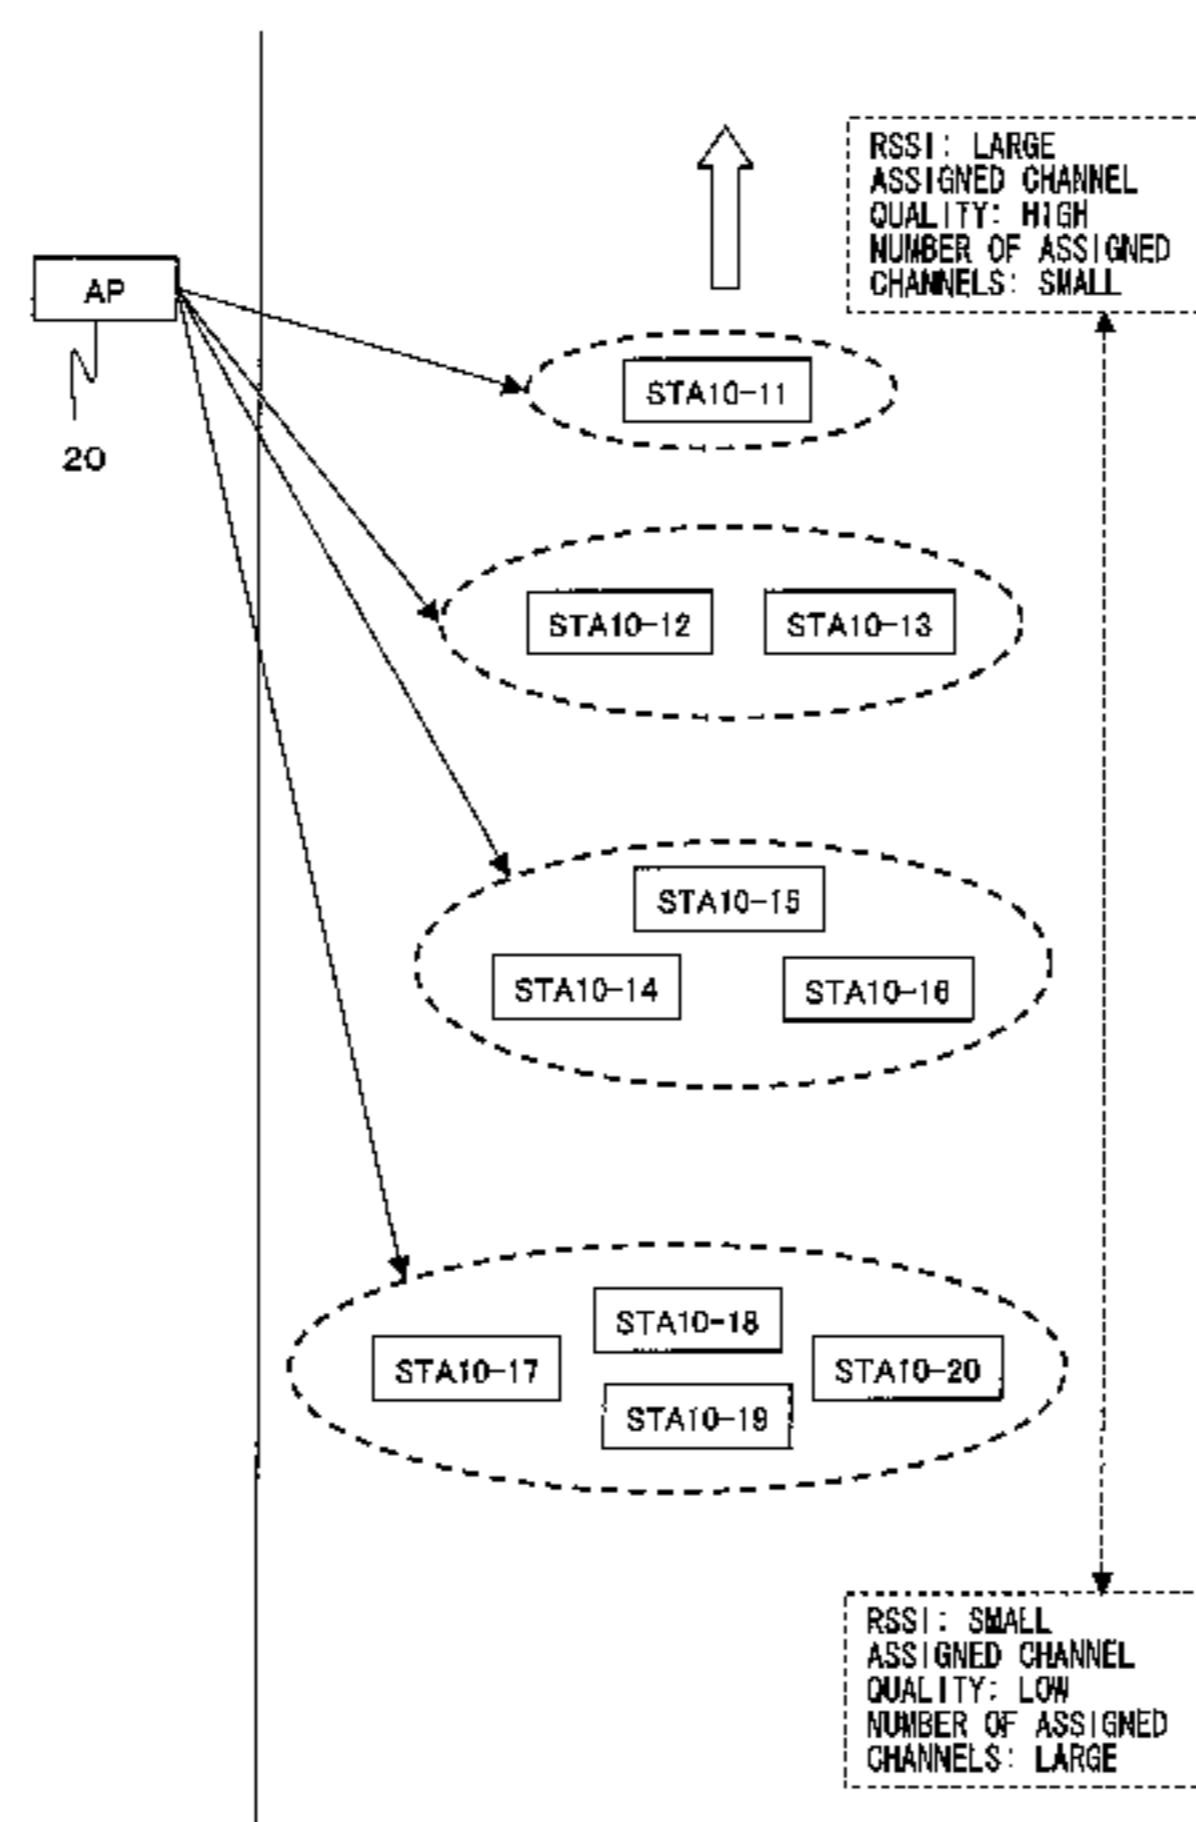 RSSI: LARGE
ASSIGNED CHANNEL
QUALITY: HIGH
NUMBER OF ASSIGNED
CHANNELS: SMALL
AP
20
STA10-11
STA10-12
STA10-13
STA10-15
STA10-14
STA10-16
STA10-18
STA10-17
STA10-20
STA10-19
RSSI: SMALL
ASSIGNED CHANNEL
QUALITY: LOW
NUMBER OF ASSIGNED
CHANNELS: LARGE